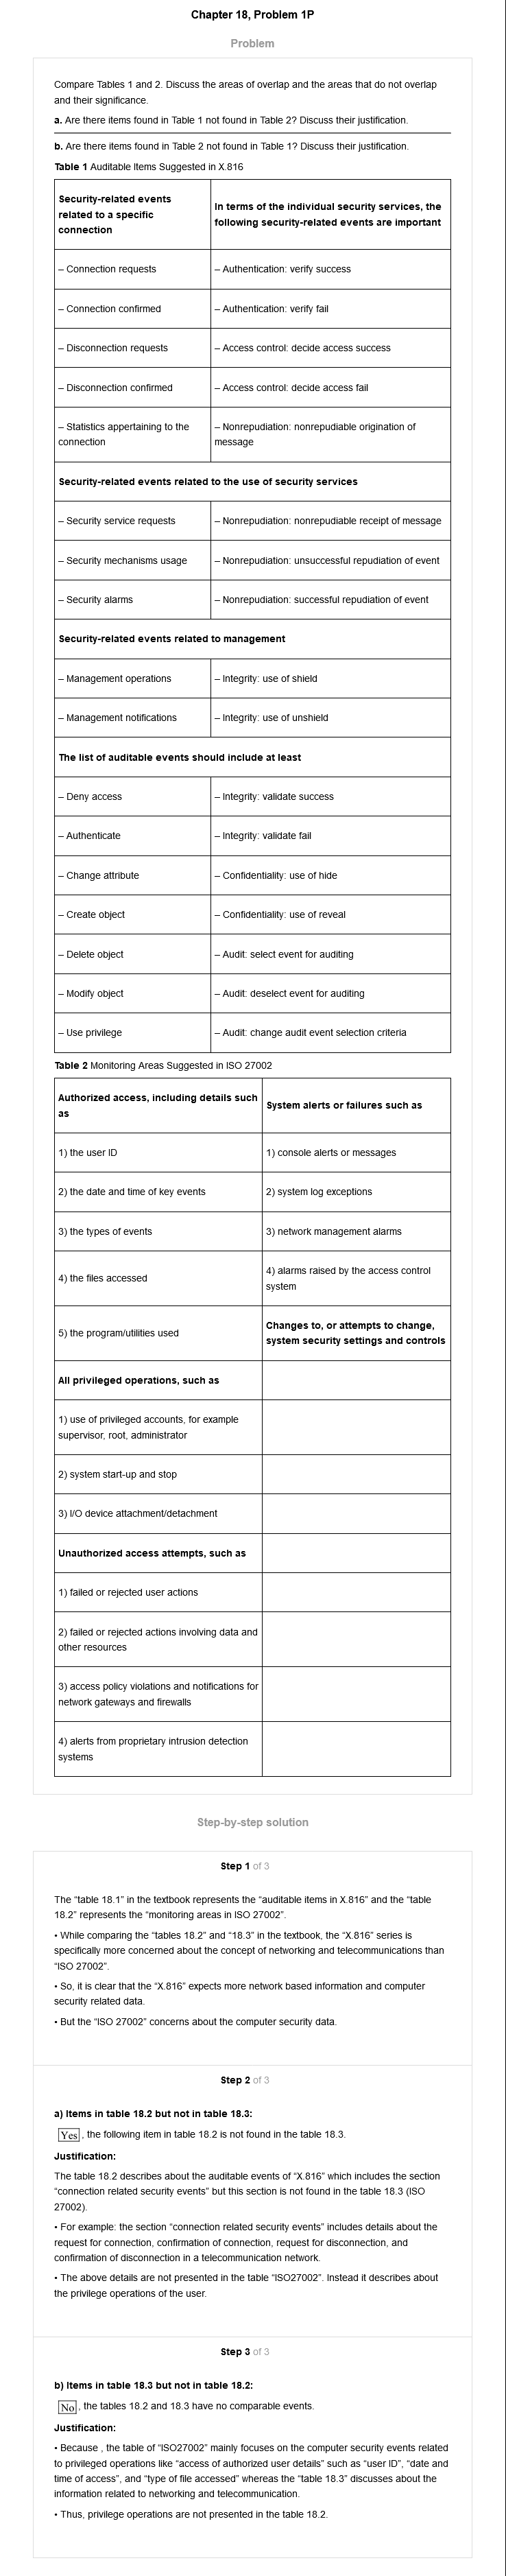 Chapter 18, Problem 1P
Problem
Compare Tables 1 and 2. Discuss the areas of overlap and the areas that do not overlap
and their significance.
a. Are there items found in Table 1 not found in Table 2? Discuss their justification.
b. Are there items found in Table 2 not found in Table 1? Discuss their justification.
Table 1 Auditable Items Suggested in X.816
Security-related events
related to a specific
connection
In terms of the individual security services, the
following security-related events are important
– Connection requests
– Authentication: verify success
– Connection confirmed
– Authentication: verify fail
– Disconnection requests
– Access control: decide access success
– Disconnection confirmed
– Access control: decide access fail
– Statistics appertaining to the
connection
– Nonrepudiation: nonrepudiable origination of
message
Security-related events related to the use of security services
– Security service requests
– Nonrepudiation: nonrepudiable receipt of message
– Security mechanisms usage
– Nonrepudiation: unsuccessful repudiation of event
– Security alarms
– Nonrepudiation: successful repudiation of event
Security-related events related to management
– Management operations
– Integrity: use of shield
– Management notifications
– Integrity: use of unshield
The list of auditable events should include at least
– Deny access
– Integrity: validate success
– Authenticate
– Integrity: validate fail
– Change attribute
– Confidentiality: use of hide
– Create object
– Confidentiality: use of reveal
– Delete object
– Audit: select event for auditing
– Modify object
– Audit: deselect event for auditing
– Use privilege
– Audit: change audit event selection criteria
Table 2 Monitoring Areas Suggested in ISO 27002
Authorized access, including details such
as
System alerts or failures such as
1) the user ID
1) console alerts or messages
2) the date and time of key events
2) system log exceptions
3) the types of events
3) network management alarms
4) the files accessed
4) alarms raised by the access control
system
5) the program/utilities used
Changes to, or attempts to change,
system security settings and controls
All privileged operations, such as
1) use of privileged accounts, for example
supervisor, root, administrator
2) system start-up and stop
3) I/O device attachment/detachment
Unauthorized access attempts, such as
1) failed or rejected user actions
2) failed or rejected actions involving data and
other resources
3) access policy violations and notifications for
network gateways and firewalls
4) alerts from proprietary intrusion detection
systems
Step-by-step solution
Step 1 of 3
The “table 18.1” in the textbook represents the “auditable items in X.816” and the “table
18.2” represents the “monitoring areas in ISO 27002”.
• While comparing the “tables 18.2” and “18.3” in the textbook, the “X.816” series is
specifically more concerned about the concept of networking and telecommunications than
“ISO 27002”.
• So, it is clear that the “X.816” expects more network based information and computer
security related data.
• But the “ISO 27002” concerns about the computer security data.
Step 2 of 3
a) Items in table 18.2 but not in table 18.3:
Yes, the following item in table 18.2 is not found in the table 18.3.
Justification:
The table 18.2 describes about the auditable events of “X.816” which includes the section
“connection related security events” but this section is not found in the table 18.3 (ISO
27002).
• For example: the section “connection related security events” includes details about the
request for connection, confirmation of connection, request for disconnection, and
confirmation of disconnection in a telecommunication network.
• The above details are not presented in the table “ISO27002”. Instead it describes about
the privilege operations of the user.
Step 3 of 3
b) Items in table 18.3 but not in table 18.2:
No, the tables 18.2 and 18.3 have no comparable events.
Justification:
• Because , the table of “ISO27002” mainly focuses on the computer security events related
to privileged operations like “access of authorized user details” such as “user ID”, “date and
time of access”, and “type of file accessed” whereas the “table 18.3” discusses about the
information related to networking and telecommunication.
• Thus, privilege operations are not presented in the table 18.2.